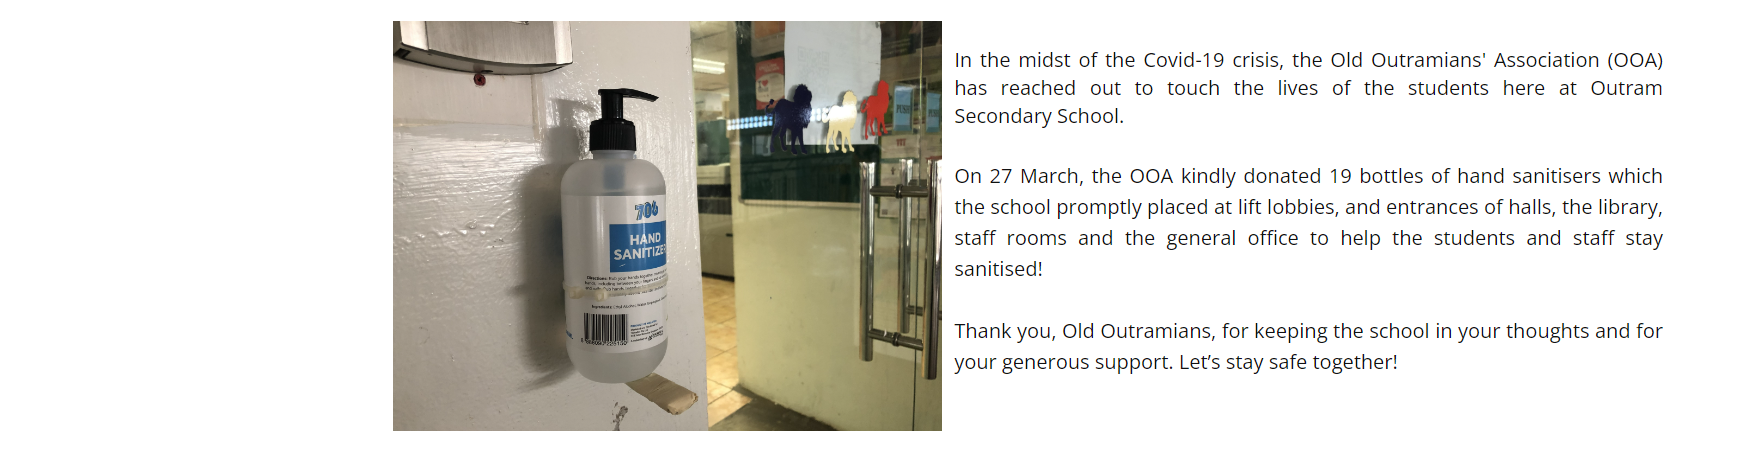 In the midst of the Covid-19 crisis, the Old Outramians' Association (OOA)
has reached out to touch the lives of the students here at Outram
Secondary School.
On 27 March, the OOA kindly donated 19 bottles of hand sanitisers which
the school promptly placed at lift lobbies, and entrances of halls, the library,
staff rooms and the general office to help the students and staff stay
sanitised!
Thank you, Old Outramians, for keeping the school in your thoughts and for
your generous support. Let’s stay safe together!
706
HAND
SANITIZE